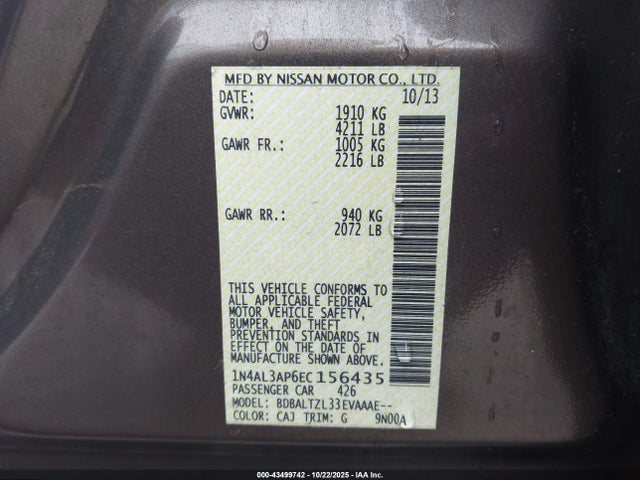 MFD BY NISSAN MOTOR CO., LTD.
DATE: 10/13
GVWR: 1910 KG
4211 LB
GAWR FR.: 1005 KG
2216 LB
GAWR RR.: 940 KG
2072 LB
THIS VEHICLE CONFORMS TO
ALL APPLICABLE FEDERAL
MOTOR VEHICLE SAFETY,
BUMPER, AND THEFT
PREVENTION STANDARDS IN
EFFECT ON THE DATE OF
MANUFACTURE SHOWN ABOVE.
1N4AL3AP6EC156435
PASSENGER CAR 426
MODEL: BDBALTZL33EVAAAE--
COLOR: CAJ TRIM: G 9N00A
000-43499742 - 10/22/2025 - IAA Inc.